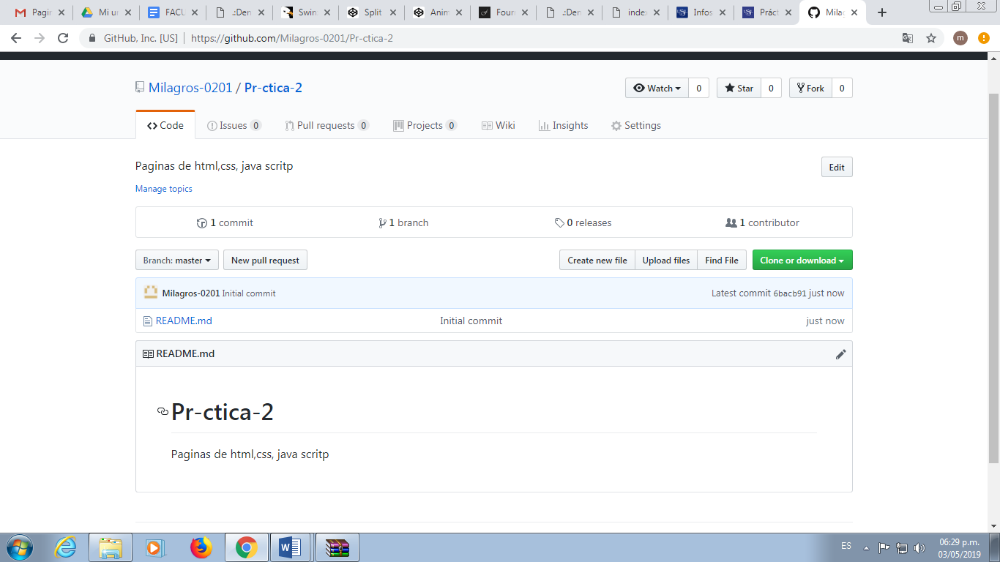 Pagin
Mi un
FACU
.:Den
Swin
Split
Anim
Foun
.:Den
index
Infos
Prác
Milag
GitHub, Inc. [US] | https://github.com/Milagros-0201/Pr-ctica-2
m
Milagros-0201 / Pr-ctica-2
Watch 0 Star 0 Fork 0
Code Issues 0 Pull requests 0 Projects 0 Wiki Insights Settings
Paginas de html,css, java scritp
Edit
Manage topics
1 commit 1 branch 0 releases 1 contributor
Branch: master New pull request Create new file Upload files Find File Clone or download
Milagros-0201 Initial commit Latest commit 6bacb91 just now
README.md Initial commit just now
README.md
Pr-ctica-2
Paginas de html,css, java scritp
ES
06:29 p.m.
03/05/2019